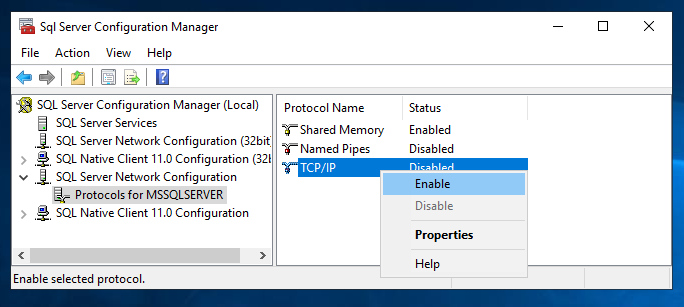 Sql Server Configuration Manager
File Action View Help
SQL Server Configuration Manager (Local)
SQL Server Services
SQL Server Network Configuration (32bit
SQL Native Client 11.0 Configuration (32b
SQL Server Network Configuration
Protocols for MSSQLSERVER
SQL Native Client 11.0 Configuration
Protocol Name Status
Shared Memory Enabled
Named Pipes Disabled
TCP/IP Disabled
Enable
Disable
Properties
Help
Enable selected protocol.